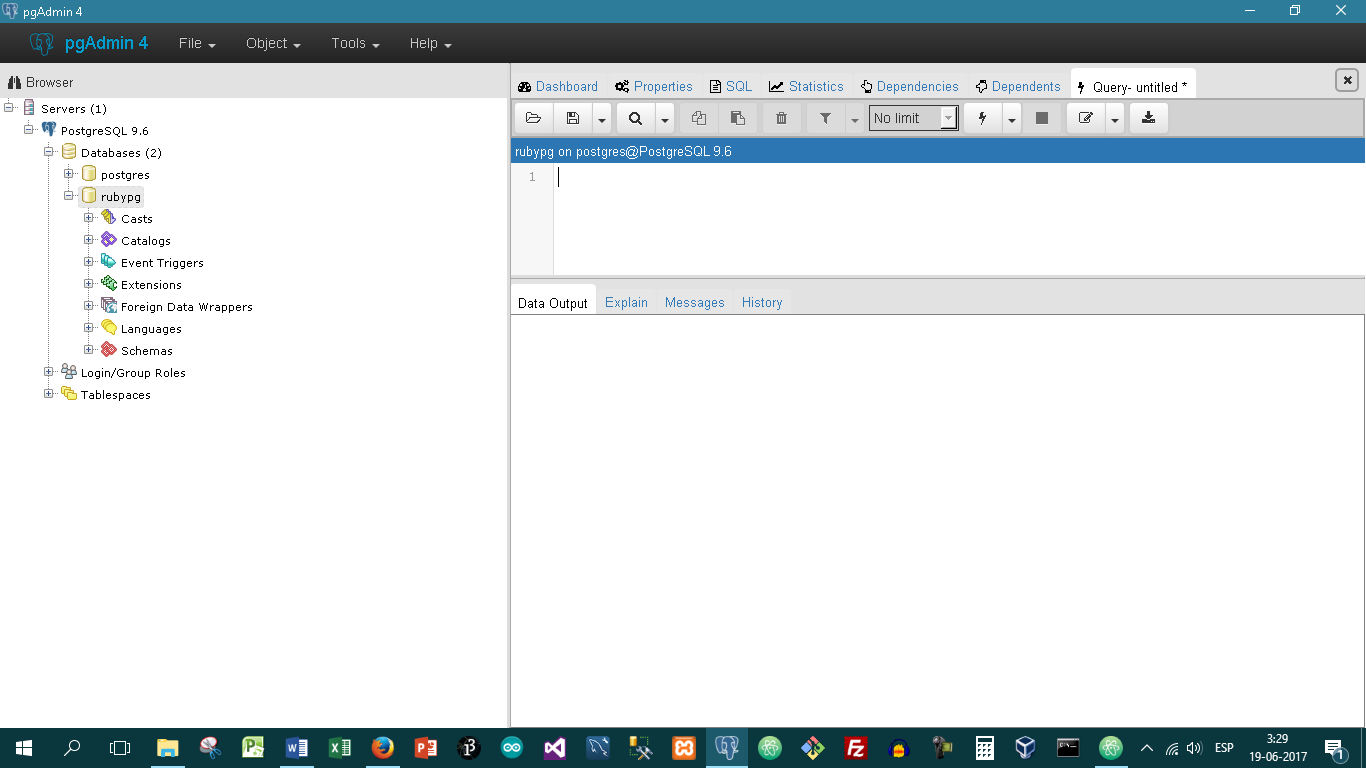 pgAdmin 4
pgAdmin 4 File Object Tools Help
Browser
Servers (1)
PostgreSQL 9.6
Databases (2)
postgres
rubypg
Casts
Catalogs
Event Triggers
Extensions
Foreign Data Wrappers
Languages
Schemas
Login/Group Roles
Tablespaces
Dashboard Properties SQL Statistics Dependencies Dependents Query- untitled *
No limit
rubypg on postgres@PostgreSQL 9.6
1
Data Output Explain Messages History
ESP
3:29
19-06-2017
1